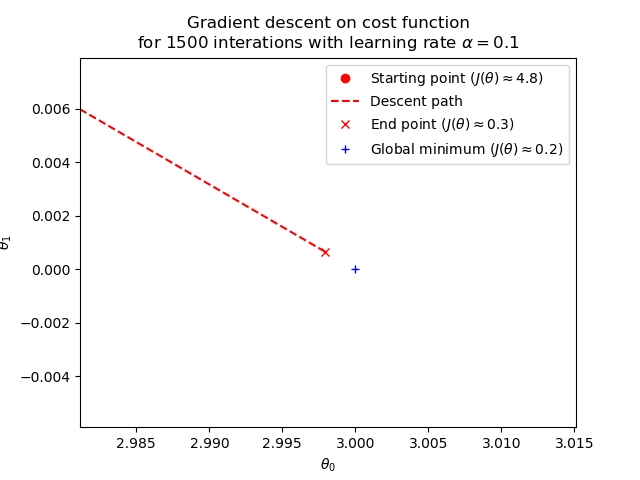 Gradient descent on cost function
for 1500 interations with learning rate α = 0.1
Starting point (J(θ) ≈ 4.8)
Descent path
End point (J(θ) ≈ 0.3)
Global minimum (J(θ) ≈ 0.2)
0.006
0.004
0.002
0.000
−0.002
−0.004
θ₁
2.985
2.990
2.995
3.000
3.005
3.010
3.015
θ₀